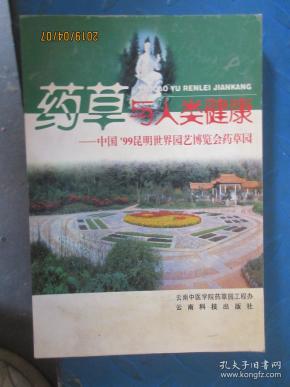 2019/04/07
YAOCAO YU RENLEI JIANKANG
药草与人类健康
——中国'99昆明世界园艺博览会药草园
云南中医学院药草园工程办
云南科技出版社
孔夫子旧书网